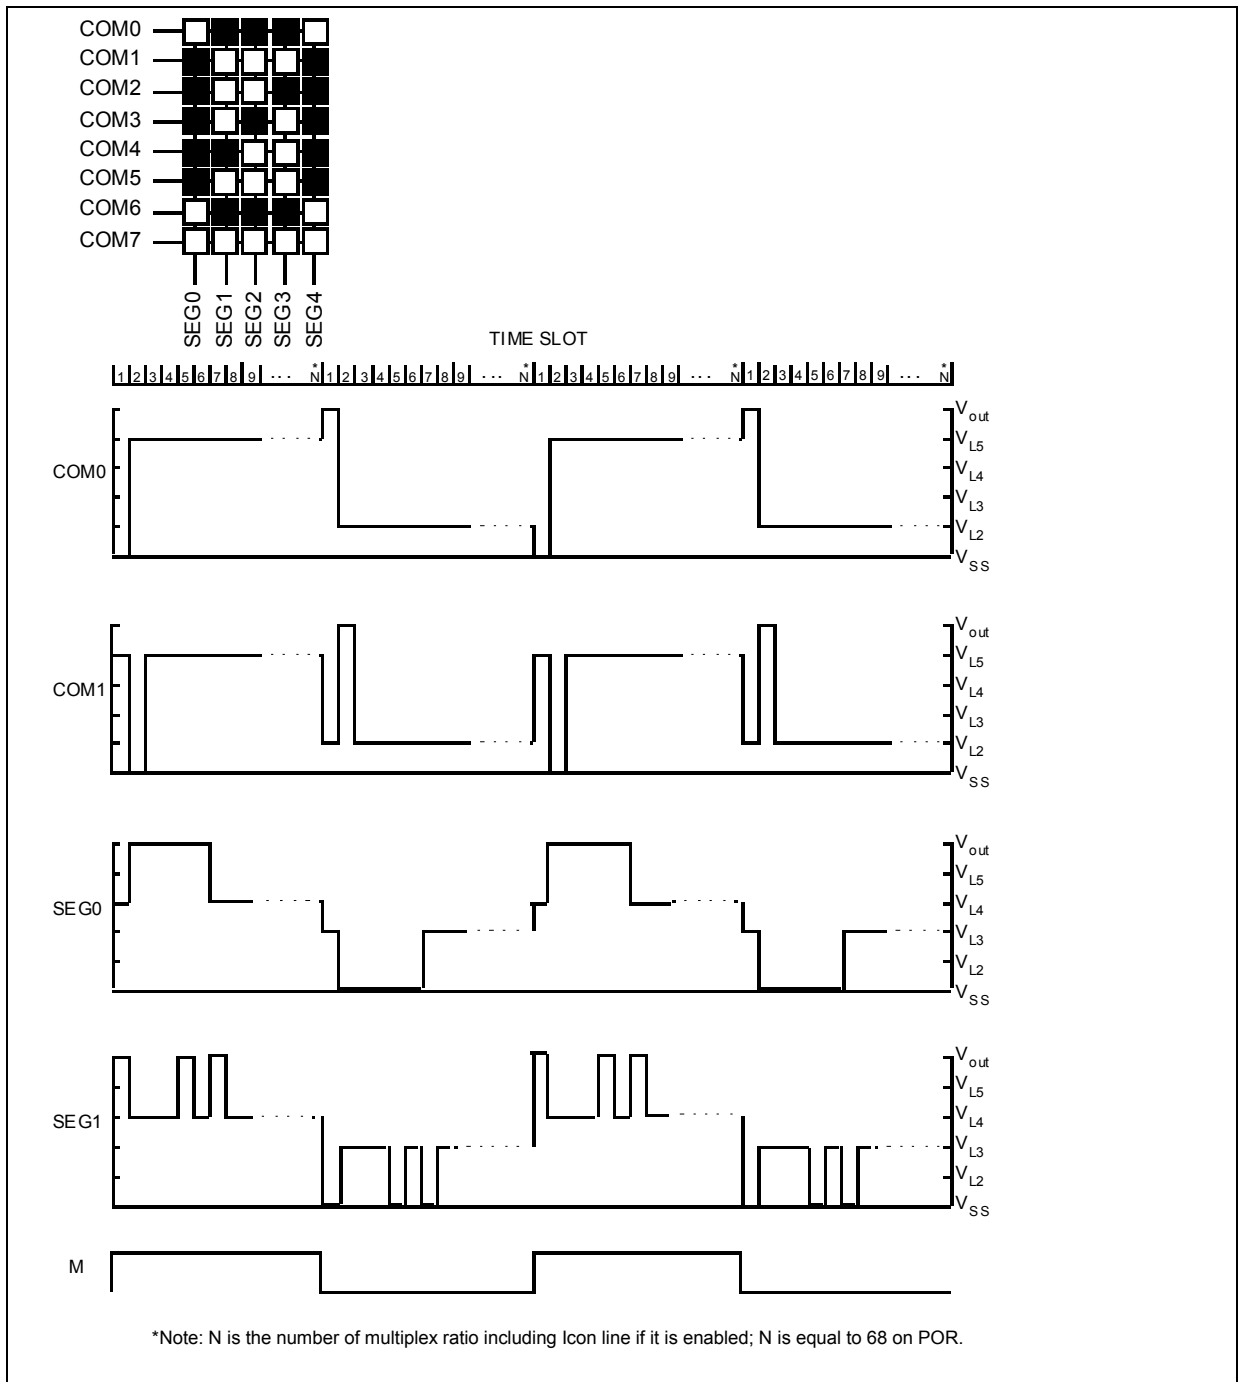 COM0
COM1
COM2
COM3
COM4
COM5
COM6
COM7
SEG0
SEG1
SEG2
SEG3
SEG4
TIME SLOT
1 2 3 4 5 6 7 8 9 . . . *N 1 2 3 4 5 6 7 8 9 . . . *N 1 2 3 4 5 6 7 8 9 . . . *N 1 2 3 4 5 6 7 8 9 . . . *N
COM0
Vout
VL5
VL4
VL3
VL2
VSS
COM1
Vout
VL5
VL4
VL3
VL2
VSS
SEG0
Vout
VL5
VL4
VL3
VL2
VSS
SEG1
Vout
VL5
VL4
VL3
VL2
VSS
M
*Note: N is the number of multiplex ratio including Icon line if it is enabled; N is equal to 68 on POR.